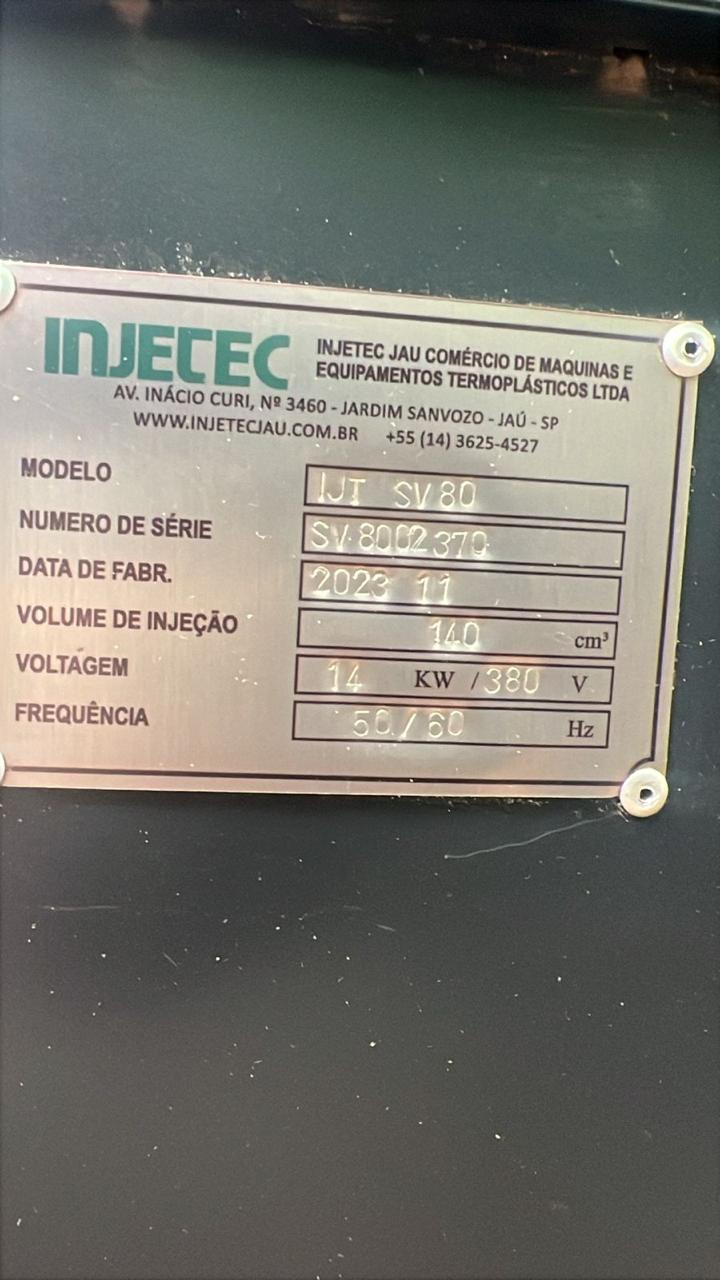 INJETEC
INJETEC JAU COMÉRCIO DE MAQUINAS E
EQUIPAMENTOS TERMOPLÁSTICOS LTDA
AV. INÁCIO CURI, Nº 3460 - JARDIM SANVOZO - JAÚ - SP
WWW.INJETECJAU.COM.BR +55 (14) 3625-4527
MODELO IJT SV80
NUMERO DE SÉRIE SV-8002370
DATA DE FABR. 2023 11
VOLUME DE INJEÇÃO 140 cm³
VOLTAGEM 14 KW / 380 V
FREQUÊNCIA 50/60 Hz